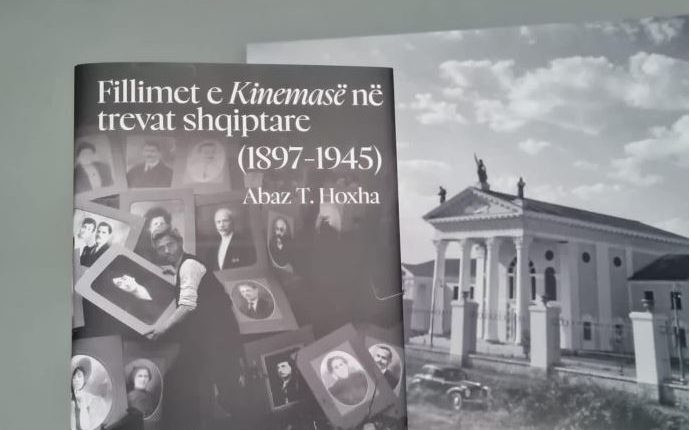 Fillimet e Kinemasë në
trevat shqiptare
(1897-1945)
Abaz T. Hoxha